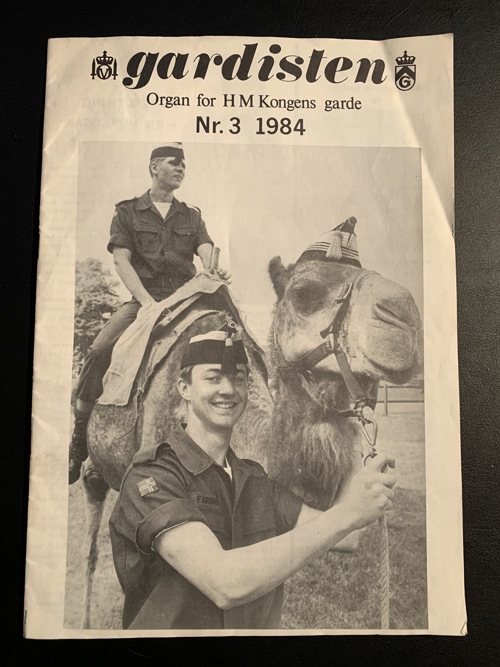 gardisten
Organ for H M Kongens garde
Nr. 3 1984